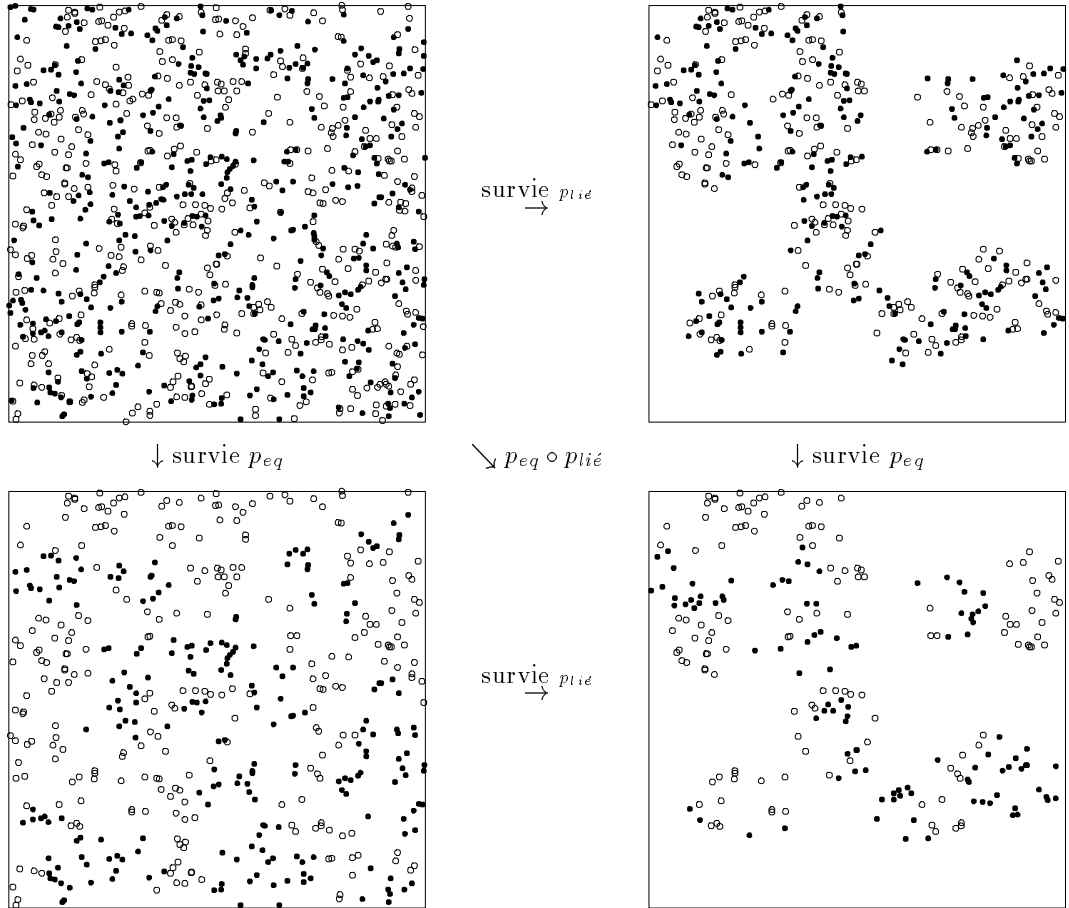 survie p_{lié}
→
↓ survie p_{eq}
↘ p_{eq} ∘ p_{lié}
↓ survie p_{eq}
survie p_{lié}
→